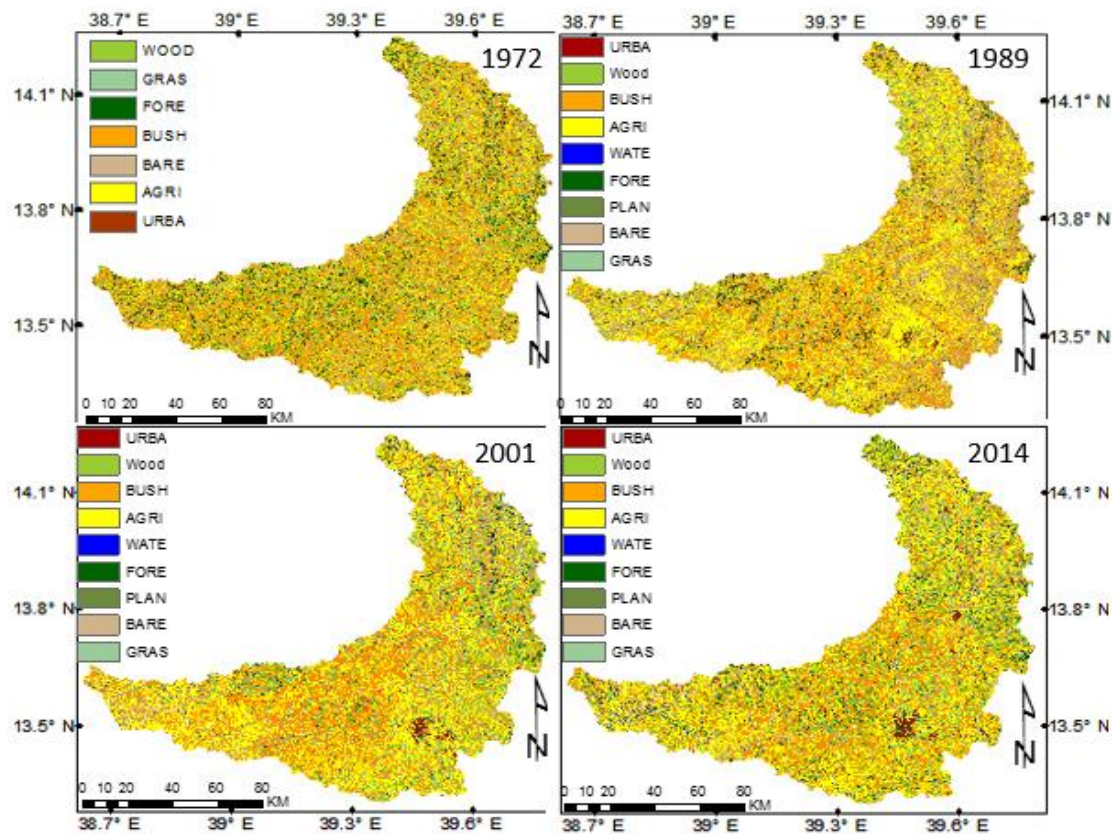 38.7° E 39° E 39.3° E 39.6° E
1972
WOOD
GRAS
FORE
BUSH
BARE
AGRI
URBA
14.1° N
13.8° N
13.5° N
N
0 10 20 40 60 80
KM
39° E 39.3° E 39.6° E
1989
URBA
Wood
BUSH
AGRI
WATE
FORE
PLAN
BARE
GRAS
14.1° N
13.8° N
13.5° N
N
0 10 20 40 60 80
KM
2001
URBA
Wood
BUSH
AGRI
WATE
FORE
PLAN
BARE
GRAS
14.1° N
13.8° N
13.5° N
N
0 10 20 40 60 80
KM
38.7° E 39° E 39.3° E 39.6° E
2014
URBA
Wood
BUSH
AGRI
WATE
FORE
PLAN
BARE
GRAS
14.1° N
13.8° N
13.5° N
N
0 10 20 40 60 80
KM
38.7° E 39° E 39.3° E 39.6° E